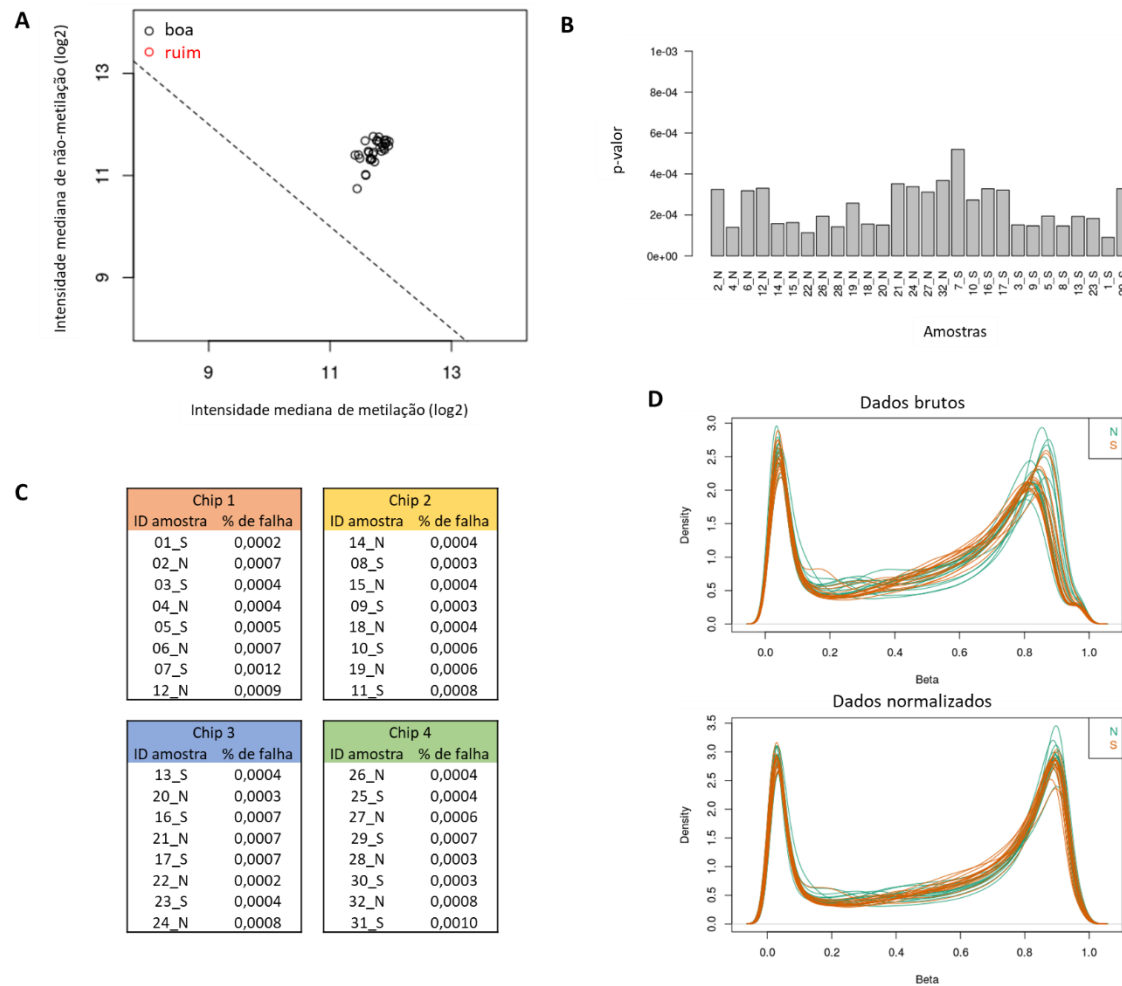 A
boa
ruim
Intensidade mediana de não-metilação (log2)
13
11
9
9 11 13
Intensidade mediana de metilação (log2)
B
1e-03
8e-04
6e-04
4e-04
2e-04
0e+00
p-valor
2_N 4_N 6_N 12_N 14_N 15_N 22_N 26_N 28_N 19_N 18_N 20_N 21_N 24_N 27_N 32_N 7_S 10_S 16_S 17_S 3_S 9_S 5_S 8_S 13_S 23_S 1_S
Amostras
C
Chip 1
ID amostra % de falha
01_S 0,0002
02_N 0,0007
03_S 0,0004
04_N 0,0004
05_S 0,0005
06_N 0,0007
07_S 0,0012
12_N 0,0009
Chip 2
ID amostra % de falha
14_N 0,0004
08_S 0,0003
15_N 0,0004
09_S 0,0003
18_N 0,0004
10_S 0,0006
19_N 0,0006
11_S 0,0008
Chip 3
ID amostra % de falha
13_S 0,0004
20_N 0,0003
16_S 0,0007
21_N 0,0007
17_S 0,0007
22_N 0,0002
23_S 0,0004
24_N 0,0008
Chip 4
ID amostra % de falha
26_N 0,0004
25_S 0,0004
27_N 0,0006
29_S 0,0007
28_N 0,0003
30_S 0,0003
32_N 0,0008
31_S 0,0010
D
Dados brutos
N
S
3.0
2.5
2.0
1.5
1.0
0.5
0.0
Density
0.0 0.2 0.4 0.6 0.8 1.0
Beta
Dados normalizados
N
S
3.5
3.0
2.5
2.0
1.5
1.0
0.5
0.0
Density
0.0 0.2 0.4 0.6 0.8 1.0
Beta